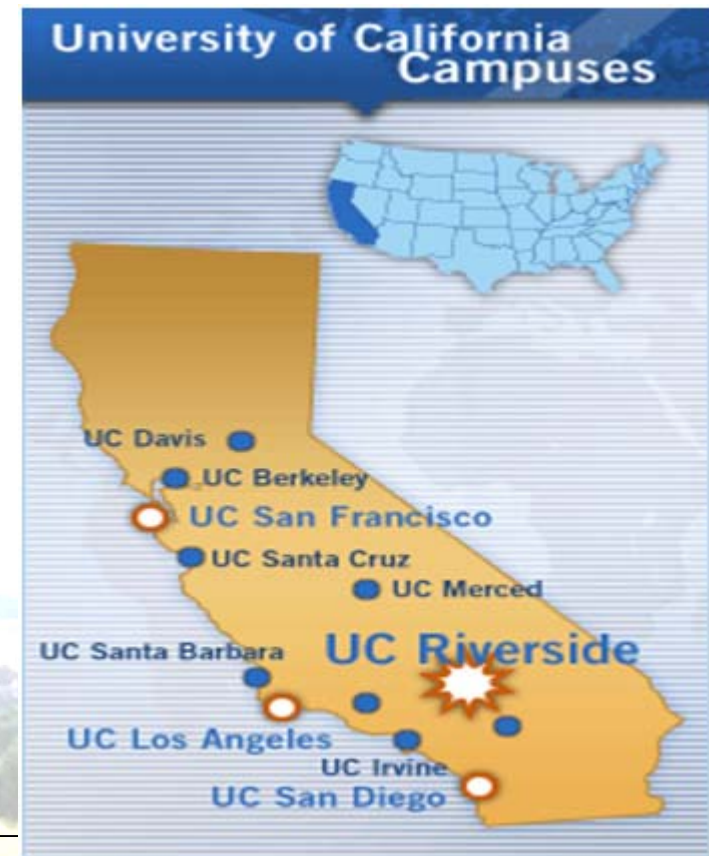 University of California
Campuses
UC Davis
UC Berkeley
UC San Francisco
UC Santa Cruz
UC Merced
UC Riverside
UC Santa Barbara
UC Los Angeles
UC Irvine
UC San Diego